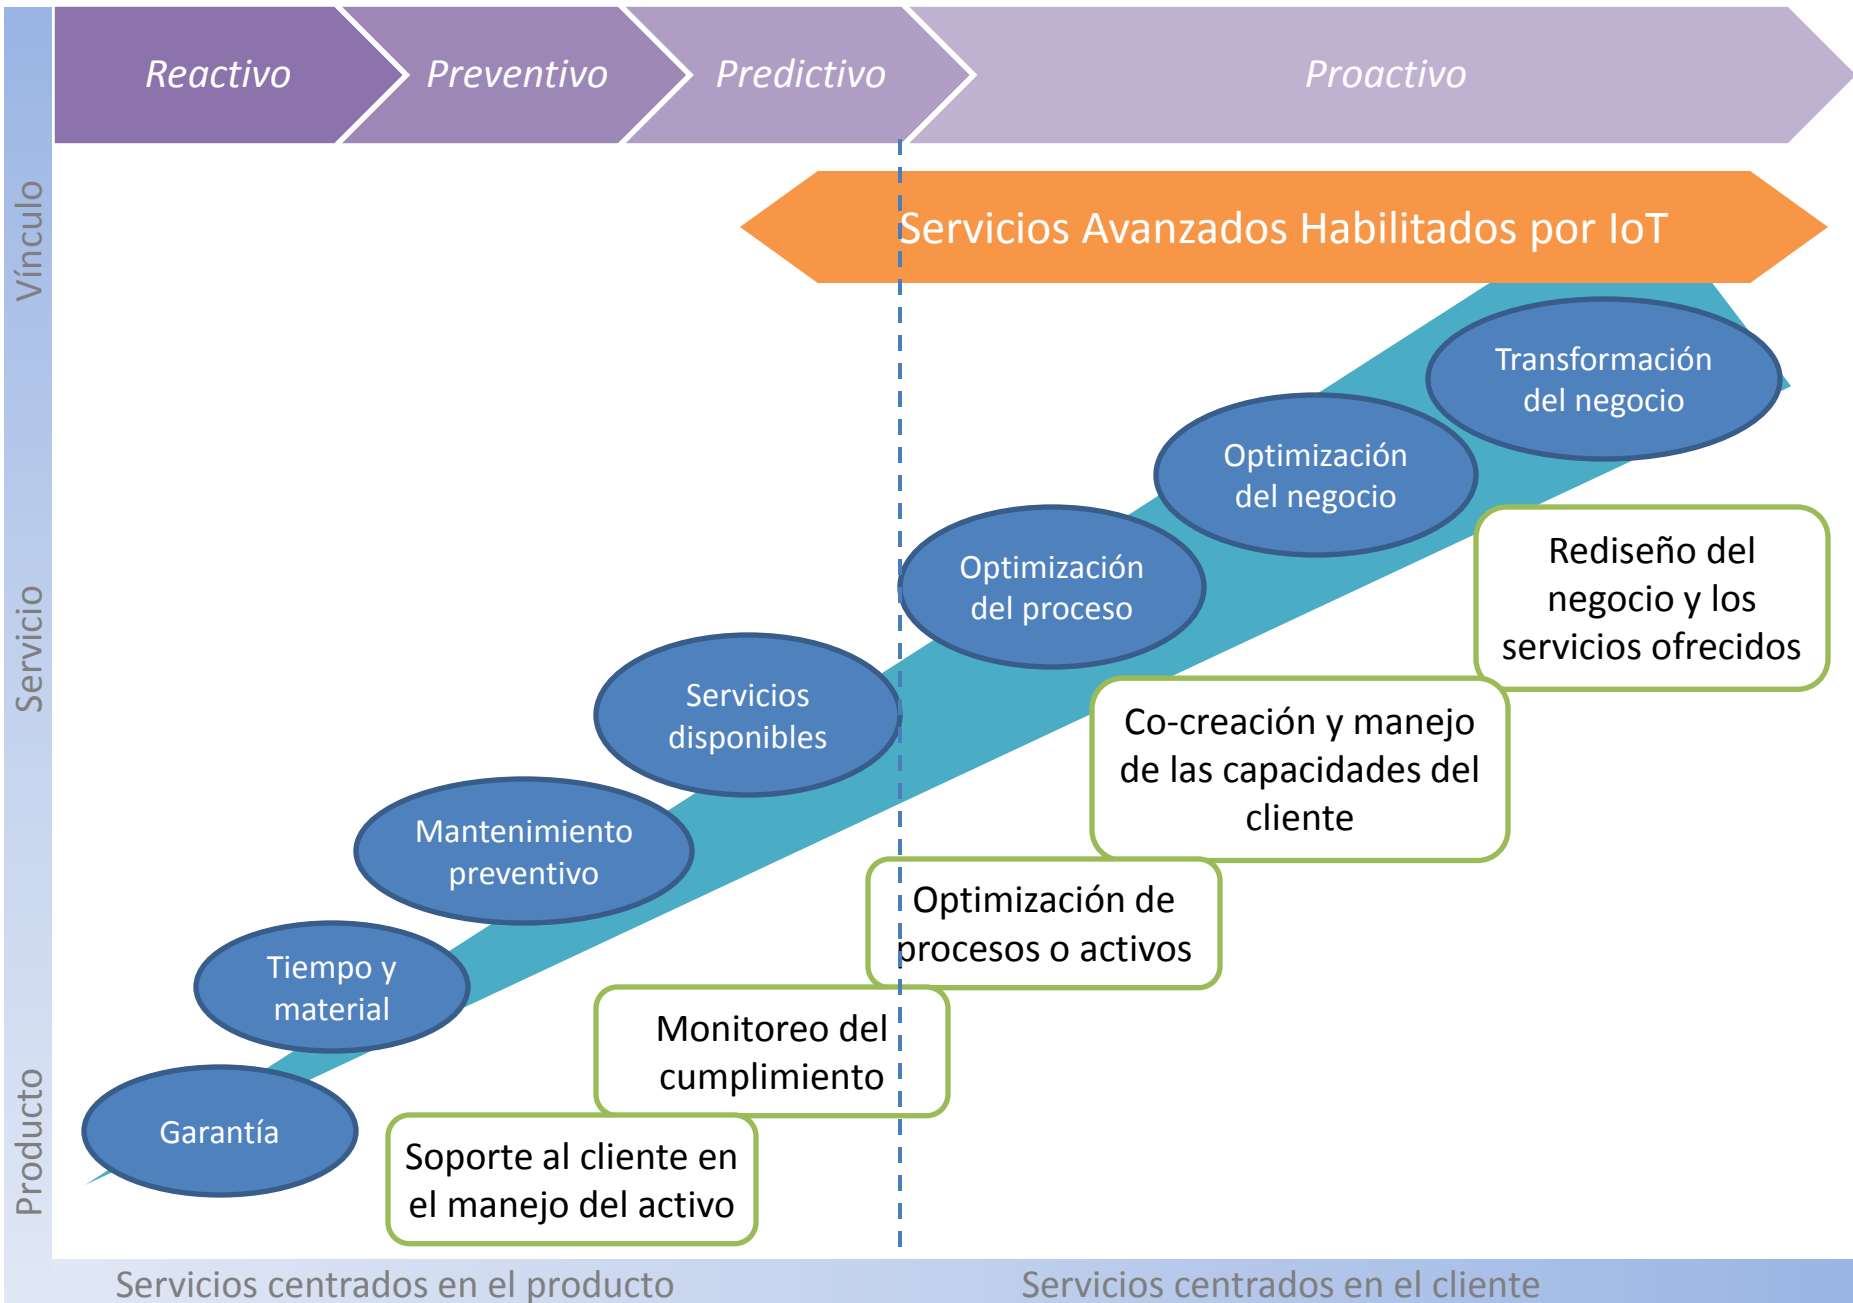 Reactivo
Preventivo
Predictivo
Proactivo
Servicios Avanzados Habilitados por IoT
Vínculo
Servicio
Producto
Transformación
del negocio
Optimización
del negocio
Optimización
del proceso
Servicios
disponibles
Mantenimiento
preventivo
Tiempo y
material
Garantía
Rediseño del
negocio y los
servicios ofrecidos
Co-creación y manejo
de las capacidades del
cliente
Optimización de
procesos o activos
Monitoreo del
cumplimiento
Soporte al cliente en
el manejo del activo
Servicios centrados en el producto
Servicios centrados en el cliente